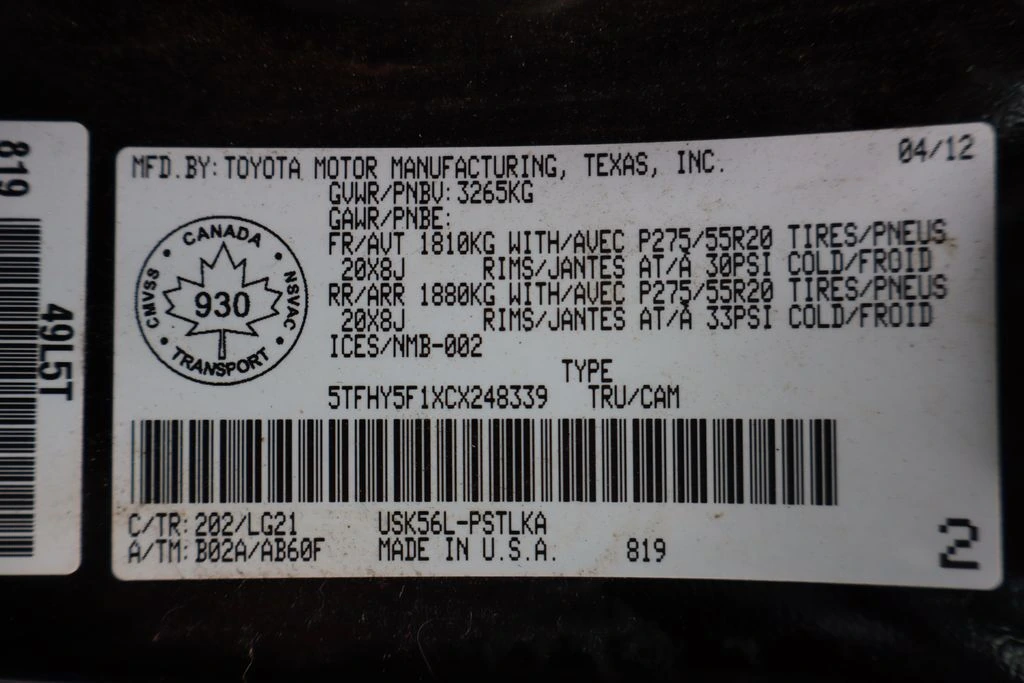 819
49L5T
MFD.BY: TOYOTA MOTOR MANUFACTURING, TEXAS, INC. 04/12
GVWR/PNBV: 3265KG
GAWR/PNBE:
FR/AVT 1810KG WITH/AVEC P275/55R20 TIRES/PNEUS
20X8J RIMS/JANTES AT/A 30PSI COLD/FROID
RR/ARR 1880KG WITH/AVEC P275/55R20 TIRES/PNEUS
20X8J RIMS/JANTES AT/A 33PSI COLD/FROID
ICES/NMB-002
CANADA
CMVSS
930
NSVAC
TRANSPORT
TYPE
5TFHY5F1XCX248339 TRU/CAM
C/TR: 202/LG21 USK56L-PSTLKA
A/TM: B02A/AB60F MADE IN U.S.A. 819
2